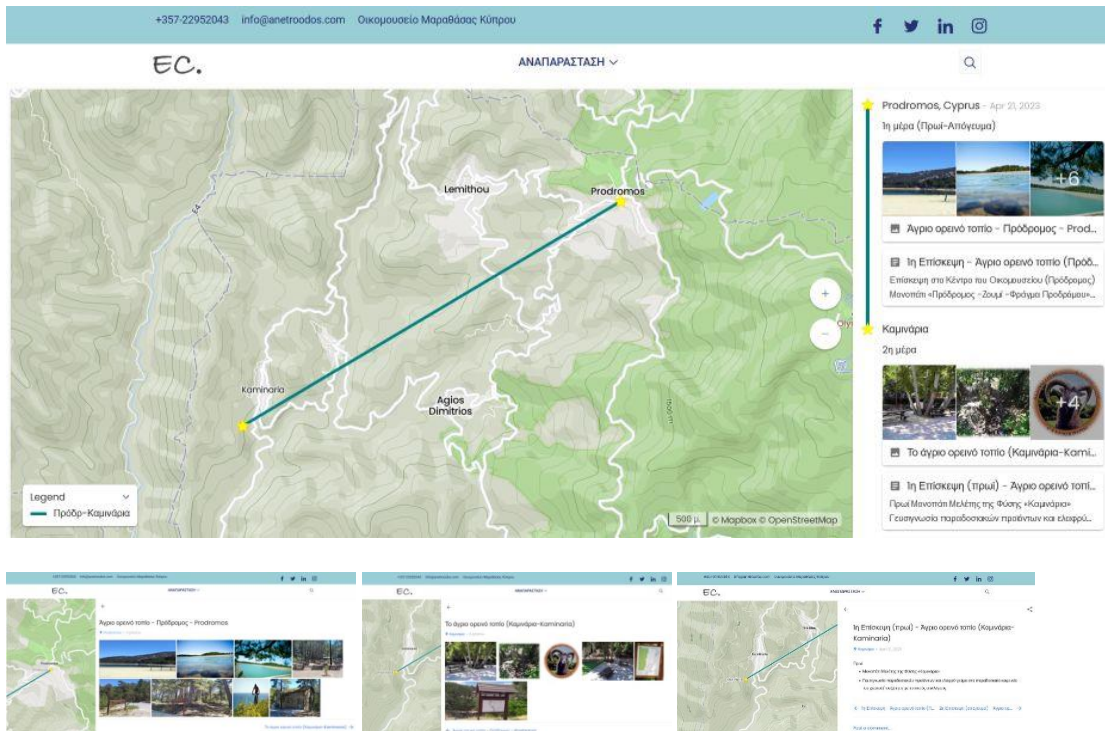 +357-22952043 info@anetroodos.com Οικομουσείο Μαραθάσας Κύπρου
EC.
ΑΝΑΠΑΡΑΣΤΑΣΗ
Lemithou
Prodromos
E4
Kaminaria
Agios
Dimitrios
Legend
Πρόδρ-Καμινάρια
500 μ.
© Mapbox © OpenStreetMap
Prodromos, Cyprus - Apr 21, 2023
1η μέρα (Πρωί-Απόγευμα)
+6
Άγριο ορεινό τοπίο - Πρόδρομος - Prod...
1η Επίσκεψη - Άγριο ορεινό τοπίο (Πρόδ...
Επίσκεψη στο Κέντρο του Οικομουσείου (Πρόδρομος)
Μονοπάτι «Πρόδρομος -Ζουμί -Φράγμα Προδρόμου»...
Καμινάρια
2η μέρα
+4
Το άγριο ορεινό τοπίο (Καμινάρια-Kami...
1η Επίσκεψη (πρωί) - Άγριο ορεινό τοπί...
Πρωί Μονοπάτι Μελέτης της Φύσης «Καμινάρια»
Γευσιγνωσία παραδοσιακών προϊόντων και ελαφρύ...
EC.
Άγριο ορεινό τοπίο - Πρόδρομος - Prodromos
EC.
Το άγριο ορεινό τοπίο (Καμινάρια-Kaminaria)
EC.
1η Επίσκεψη (πρωί) - Άγριο ορεινό τοπίο (Καμινάρια-
Kaminaria)